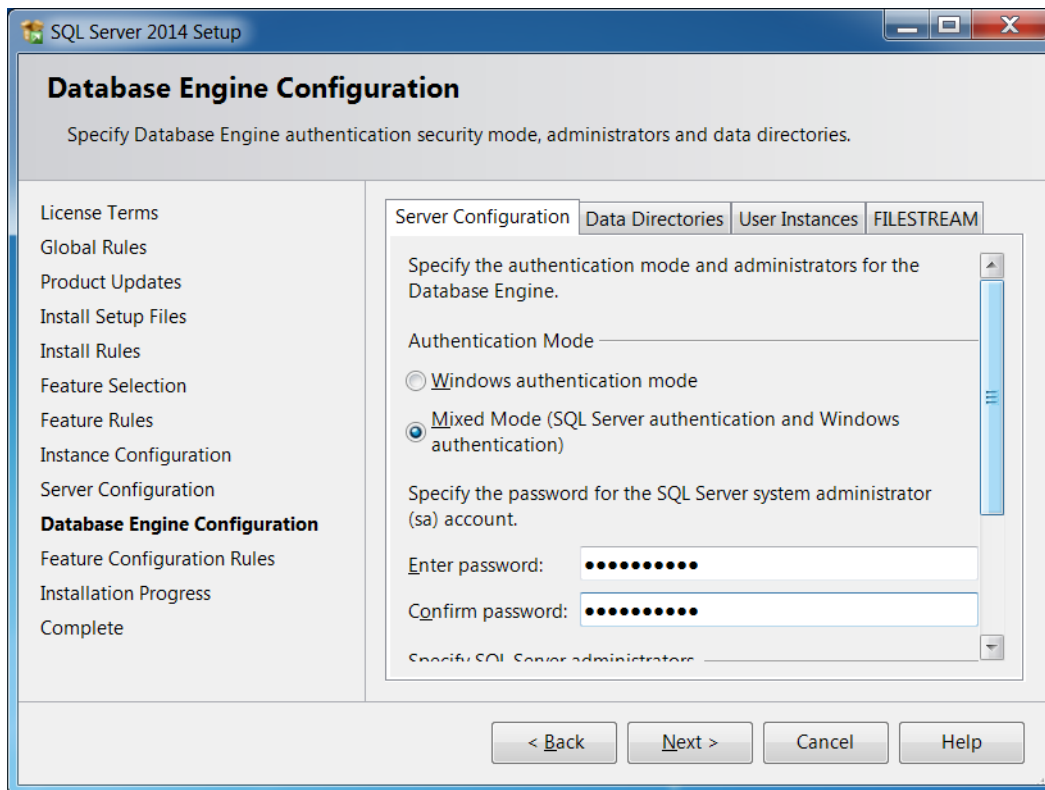 SQL Server 2014 Setup
Database Engine Configuration
Specify Database Engine authentication security mode, administrators and data directories.
License Terms
Global Rules
Product Updates
Install Setup Files
Install Rules
Feature Selection
Feature Rules
Instance Configuration
Server Configuration
Database Engine Configuration
Feature Configuration Rules
Installation Progress
Complete
Server Configuration Data Directories User Instances FILESTREAM
Specify the authentication mode and administrators for the
Database Engine.
Authentication Mode
Windows authentication mode
Mixed Mode (SQL Server authentication and Windows
authentication)
Specify the password for the SQL Server system administrator
(sa) account.
Enter password: ●●●●●●●●●●
Confirm password: ●●●●●●●●●●
Specify SQL Server administrators
< Back Next > Cancel Help